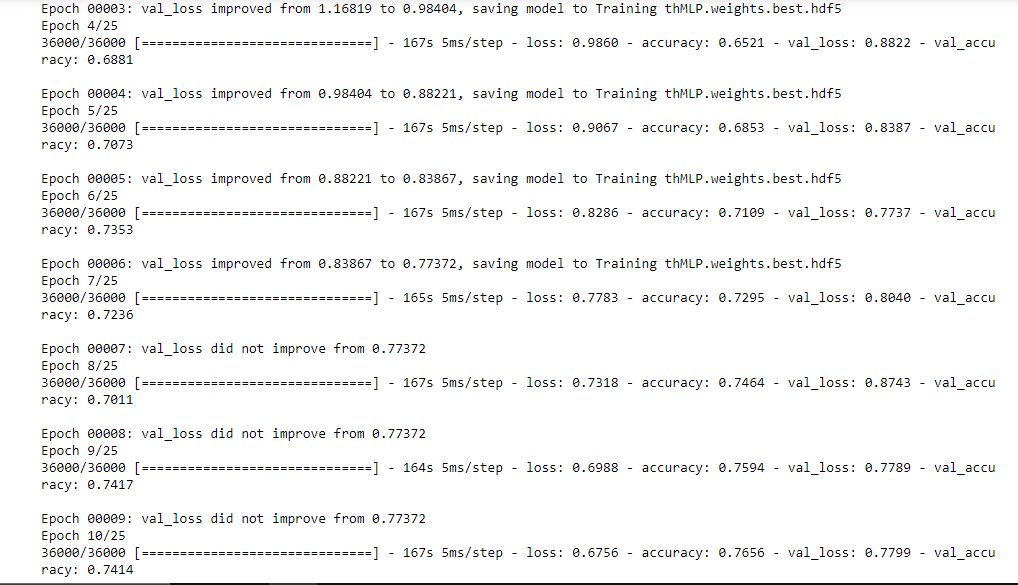 Epoch 00003: val_loss improved from 1.16819 to 0.98404, saving model to Training thMLP.weights.best.hdf5
Epoch 4/25
36000/36000 [==============================] - 167s 5ms/step - loss: 0.9860 - accuracy: 0.6521 - val_loss: 0.8822 - val_accu
racy: 0.6881
Epoch 00004: val_loss improved from 0.98404 to 0.88221, saving model to Training thMLP.weights.best.hdf5
Epoch 5/25
36000/36000 [==============================] - 167s 5ms/step - loss: 0.9067 - accuracy: 0.6853 - val_loss: 0.8387 - val_accu
racy: 0.7073
Epoch 00005: val_loss improved from 0.88221 to 0.83867, saving model to Training thMLP.weights.best.hdf5
Epoch 6/25
36000/36000 [==============================] - 167s 5ms/step - loss: 0.8286 - accuracy: 0.7109 - val_loss: 0.7737 - val_accu
racy: 0.7353
Epoch 00006: val_loss improved from 0.83867 to 0.77372, saving model to Training thMLP.weights.best.hdf5
Epoch 7/25
36000/36000 [==============================] - 165s 5ms/step - loss: 0.7783 - accuracy: 0.7295 - val_loss: 0.8040 - val_accu
racy: 0.7236
Epoch 00007: val_loss did not improve from 0.77372
Epoch 8/25
36000/36000 [==============================] - 167s 5ms/step - loss: 0.7318 - accuracy: 0.7464 - val_loss: 0.8743 - val_accu
racy: 0.7011
Epoch 00008: val_loss did not improve from 0.77372
Epoch 9/25
36000/36000 [==============================] - 164s 5ms/step - loss: 0.6988 - accuracy: 0.7594 - val_loss: 0.7789 - val_accu
racy: 0.7417
Epoch 00009: val_loss did not improve from 0.77372
Epoch 10/25
36000/36000 [==============================] - 167s 5ms/step - loss: 0.6756 - accuracy: 0.7656 - val_loss: 0.7799 - val_accu
racy: 0.7414